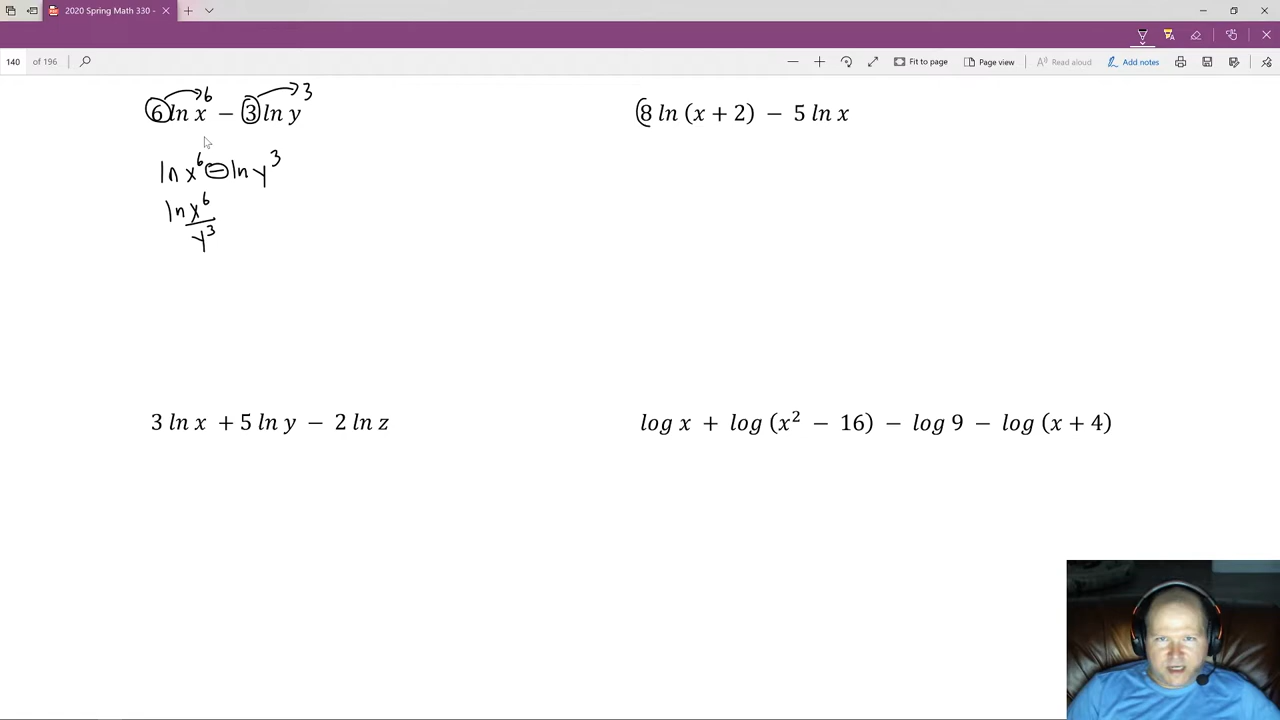 2020 Spring Math 330 -
140 of 196
Fit to page
Page view
Read aloud
Add notes
6 ln x⁶ − 3 ln y³
ln x⁶ − ln y³
ln x⁶
y³
8 ln (x + 2) − 5 ln x
3 ln x + 5 ln y − 2 ln z
log x + log (x² − 16) − log 9 − log (x + 4)